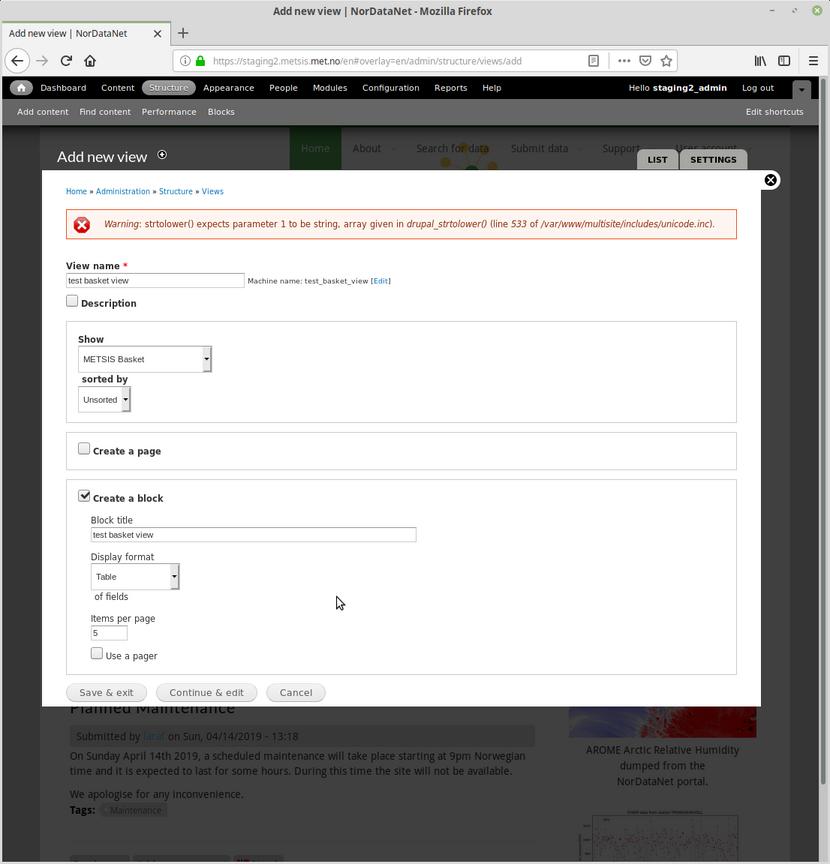 Add new view | NorDataNet - Mozilla Firefox
Add new view | NorDataNet
https://staging2.metsis.met.no/en#overlay=en/admin/structure/views/add
Dashboard Content Structure Appearance People Modules Configuration Reports Help Hello staging2_admin Log out
Add content Find content Performance Blocks Edit shortcuts
Home About Search for data Submit data Support User account
Add new view
LIST SETTINGS
Home » Administration » Structure » Views
Warning: strtolower() expects parameter 1 to be string, array given in drupal_strtolower() (line 533 of /var/www/multisite/includes/unicode.inc).
View name *
test basket view Machine name: test_basket_view [Edit]
Description
Show
METSIS Basket
sorted by
Unsorted
Create a page
Create a block
Block title
test basket view
Display format
Table
of fields
Items per page
5
Use a pager
Save & exit Continue & edit Cancel
Planned Maintenance
Submitted by laraf on Sun, 04/14/2019 - 13:18
On Sunday April 14th 2019, a scheduled maintenance will take place starting at 9pm Norwegian
time and it is expected to last for some hours. During this time the site will not be available.
We apologise for any inconvenience.
Tags: Maintenance
AROME Arctic Relative Humidity
dumped from the
NorDataNet portal.